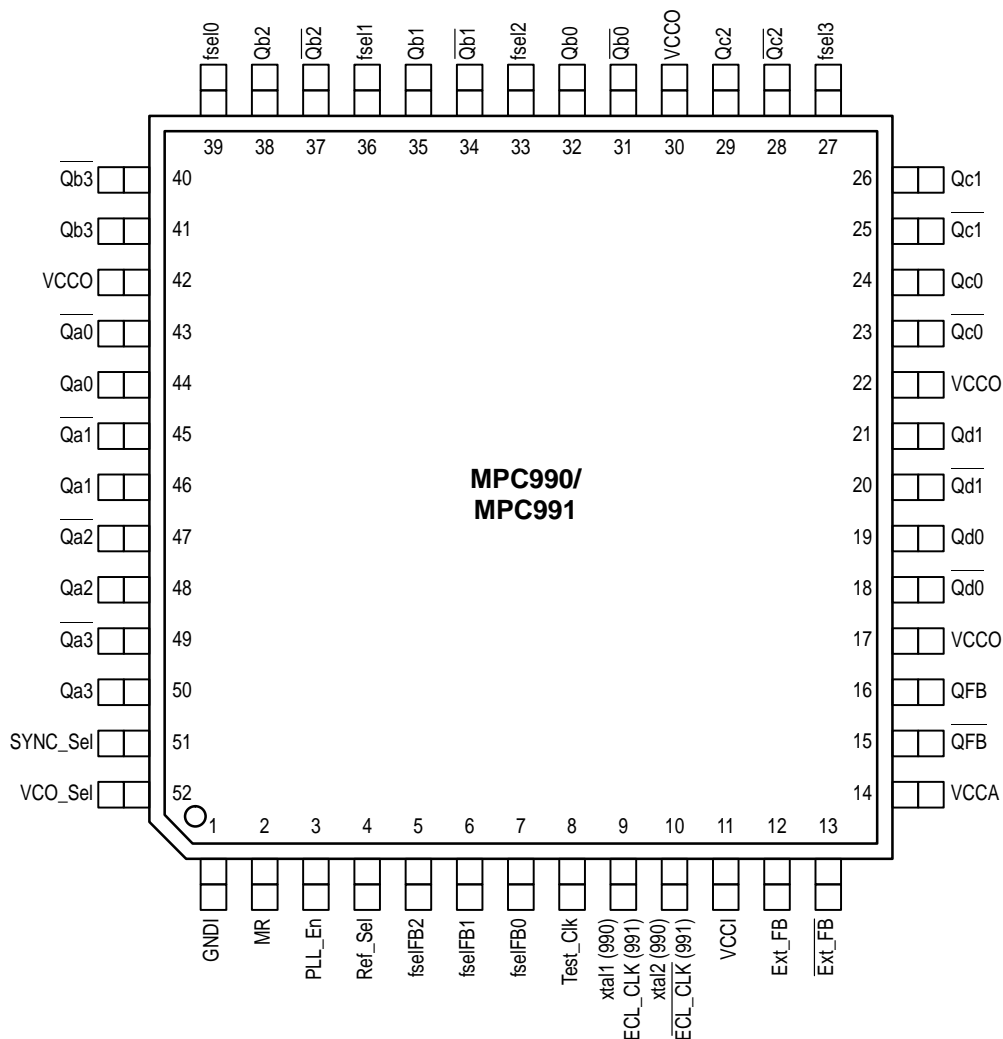 fsel0
Qb2
Qb2
fsel1
Qb1
Qb1
fsel2
Qb0
Qb0
VCCO
Qc2
Qc2
fsel3
39 38 37 36 35 34 33 32 31 30 29 28 27
Qb3 40
Qb3 41
VCCO 42
Qa0 43
Qa0 44
Qa1 45
Qa1 46
Qa2 47
Qa2 48
Qa3 49
Qa3 50
SYNC_Sel 51
VCO_Sel 52
MPC990/
MPC991
26 Qc1
25 Qc1
24 Qc0
23 Qc0
22 VCCO
21 Qd1
20 Qd1
19 Qd0
18 Qd0
17 VCCO
16 QFB
15 QFB
14 VCCA
1 2 3 4 5 6 7 8 9 10 11 12 13
GNDI
MR
PLL_En
Ref_Sel
fselFB2
fselFB1
fselFB0
Test_Clk
xtal1 (990)
ECL_CLK (991)
xtal2 (990)
ECL_CLK (991)
VCCI
Ext_FB
Ext_FB